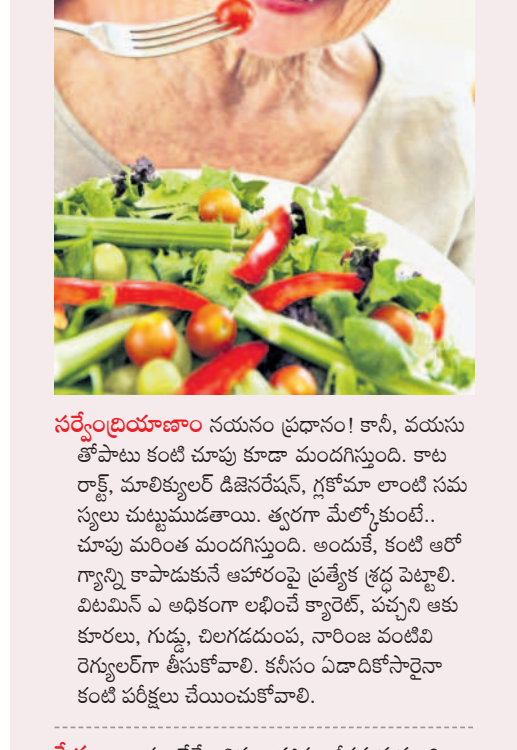 సర్వేంద్రియాణాం నయనం ప్రధానం! కానీ, వయసు
తోపాటు కంటి చూపు కూడా మందగిస్తుంది. కాట
రాక్ట్, మాలిక్యులర్ డిజెనరేషన్, గ్లకోమా లాంటి సమ
స్యలు చుట్టుముడతాయి. త్వరగా మేల్కోకుంటే..
చూపు మరింత మందగిస్తుంది. అందుకే, కంటి ఆరో
గ్యాన్ని కాపాడుకునే ఆహారంపై ప్రత్యేక శ్రద్ధ పెట్టాలి.
విటమిన్ ఎ అధికంగా లభించే క్యారెట్, పచ్చని ఆకు
కూరలు, గుడ్డు, చిలగడదుంప, నారింజ వంటివి
రెగ్యులర్‌గా తీసుకోవాలి. కనీసం ఏడాదికోసారైనా
కంటి పరీక్షలు చేయించుకోవాలి.